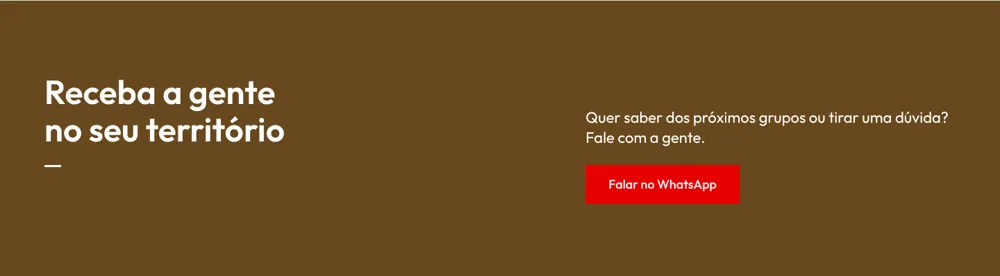 Receba a gente
no seu território
Quer saber dos próximos grupos ou tirar uma dúvida?
Fale com a gente.
Falar no WhatsApp